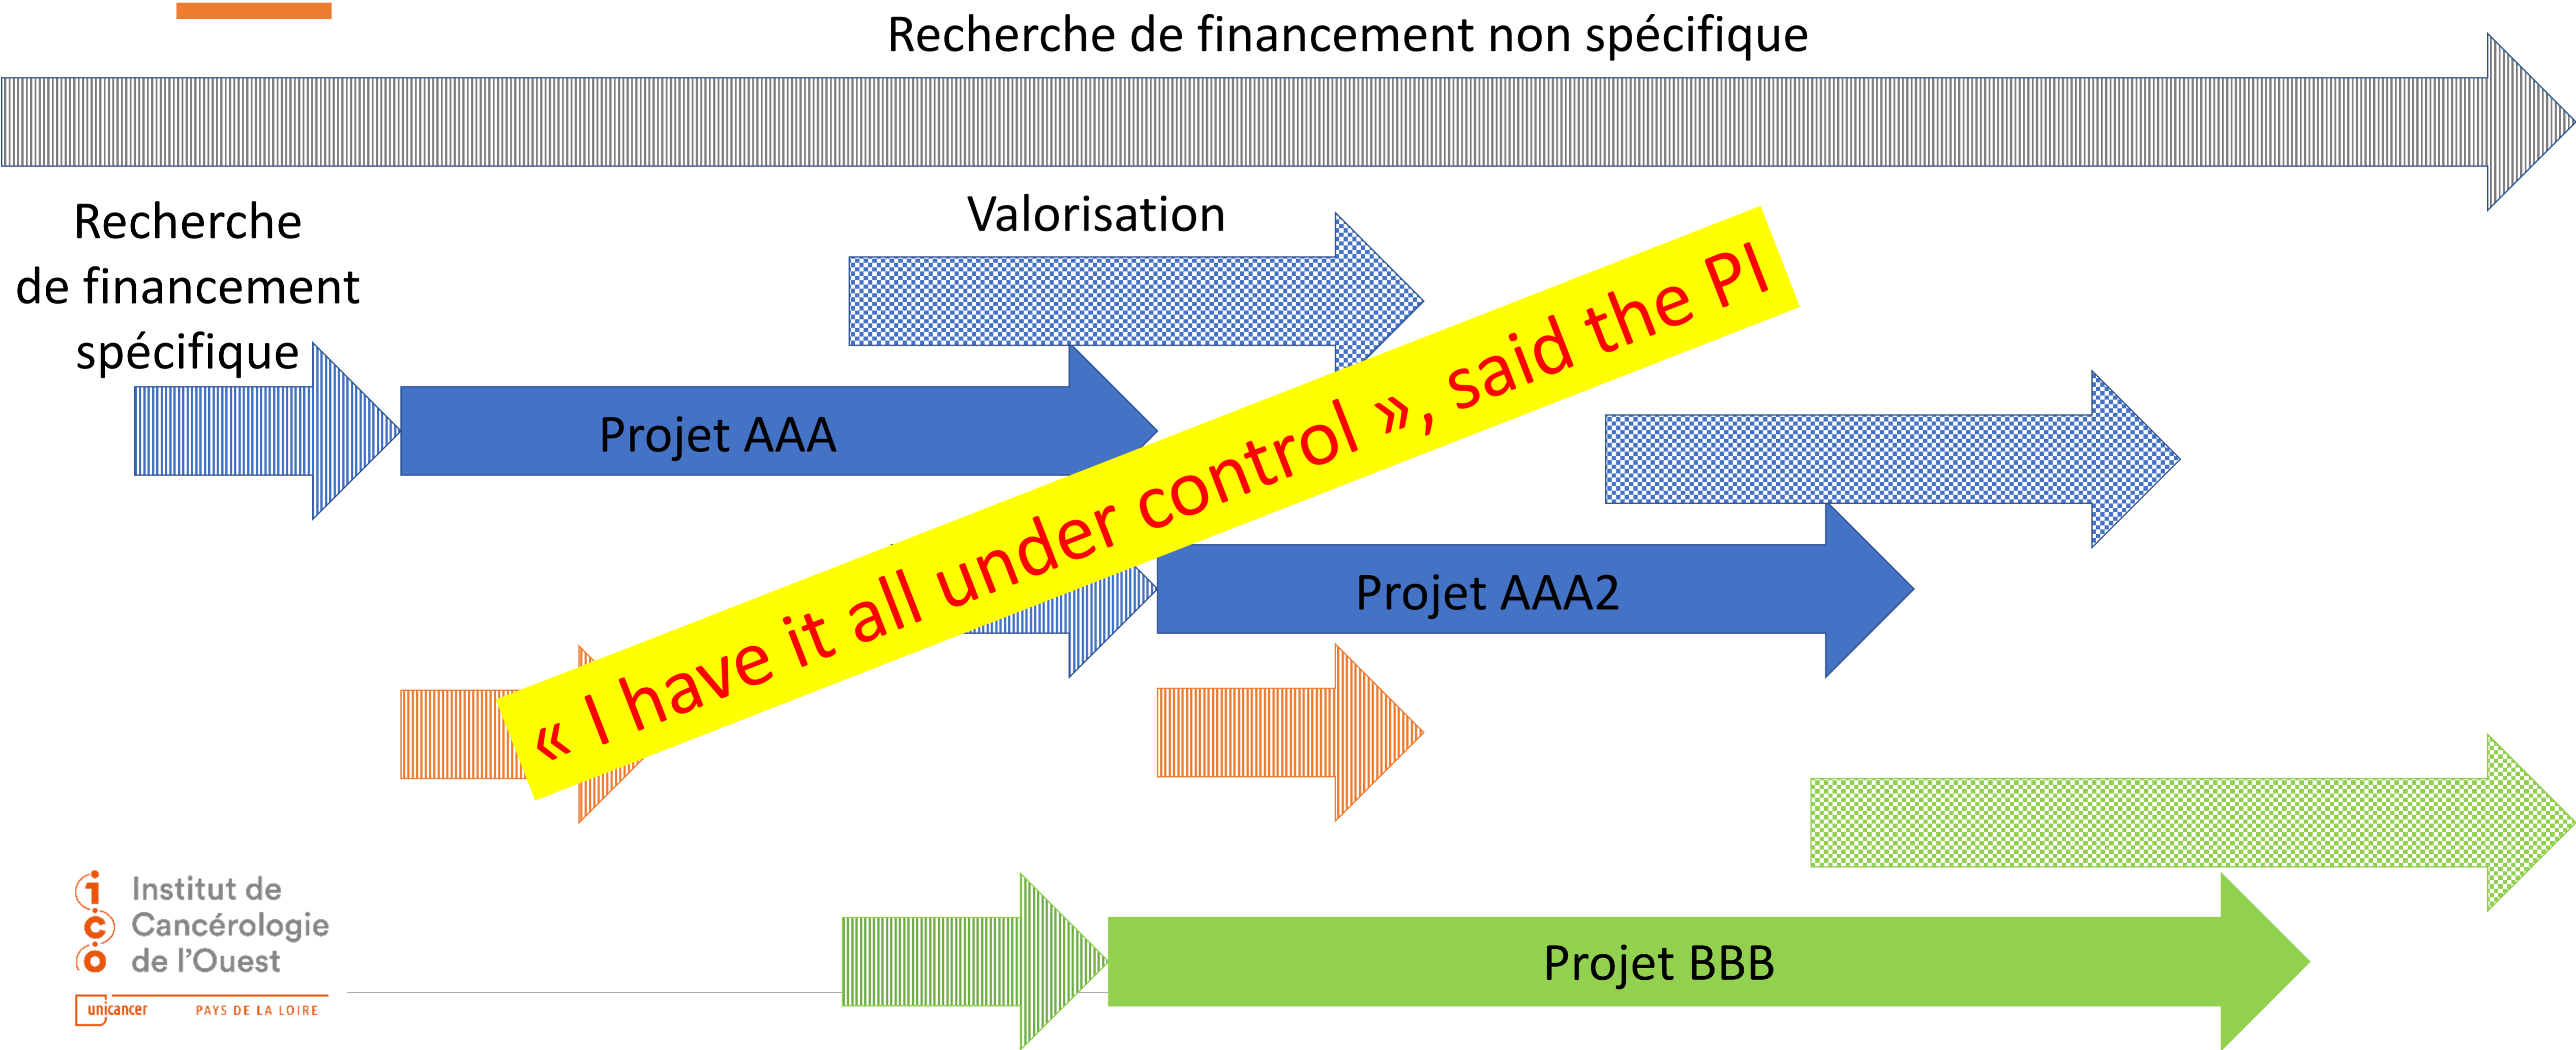 Recherche de financement non spécifique
Recherche
de financement
spécifique
Valorisation
Projet AAA
« I have it all under control », said the PI
Projet AAA2
Projet BBB
ico
Institut de
Cancérologie
de l'Ouest
unicancer PAYS DE LA LOIRE